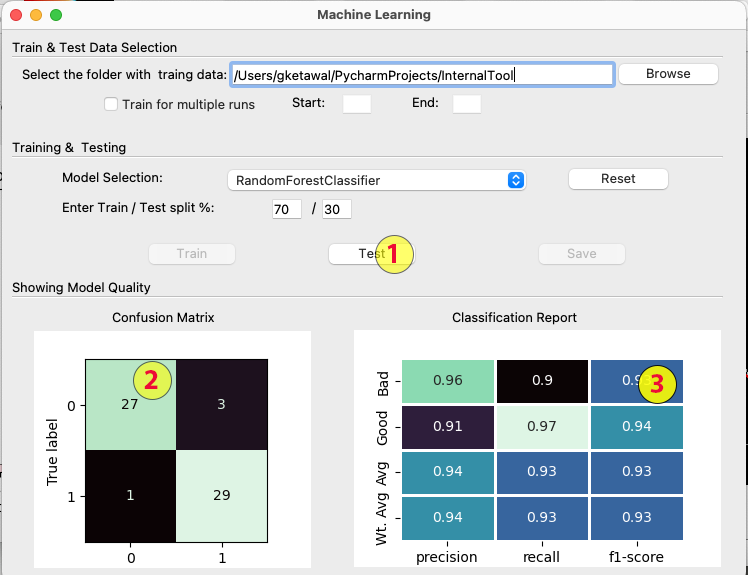 Machine Learning
Train & Test Data Selection
Select the folder with traing data: /Users/gketawal/PycharmProjects/InternalTool Browse
Train for multiple runs Start: End:
Training & Testing
Model Selection: RandomForestClassifier Reset
Enter Train / Test split %: 70 / 30
Train Test 1 Save
Showing Model Quality
Confusion Matrix Classification Report
True label
0 27 2 3
1 1 29
0 1
Bad 0.96 0.9 3
Good 0.91 0.97 0.94
Avg 0.94 0.93 0.93
Wt. Avg 0.94 0.93 0.93
precision recall f1-score